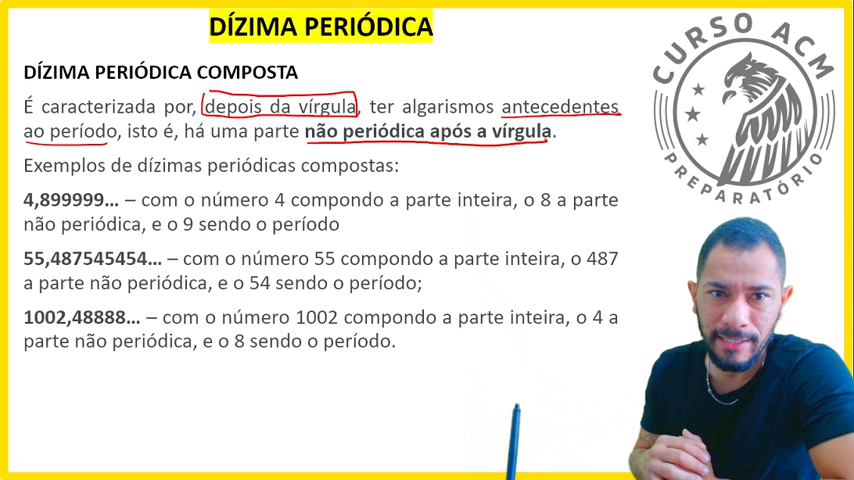 DÍZIMA PERIÓDICA
DÍZIMA PERIÓDICA COMPOSTA
É caracterizada por, depois da vírgula, ter algarismos antecedentes
ao período, isto é, há uma parte não periódica após a vírgula.
Exemplos de dízimas periódicas compostas:
4,899999... – com o número 4 compondo a parte inteira, o 8 a parte
não periódica, e o 9 sendo o período
55,487545454... – com o número 55 compondo a parte inteira, o 487
a parte não periódica, e o 54 sendo o período;
1002,48888... – com o número 1002 compondo a parte inteira, o 4 a
parte não periódica, e o 8 sendo o período.
CURSO ACM
PREPARATÓRIO